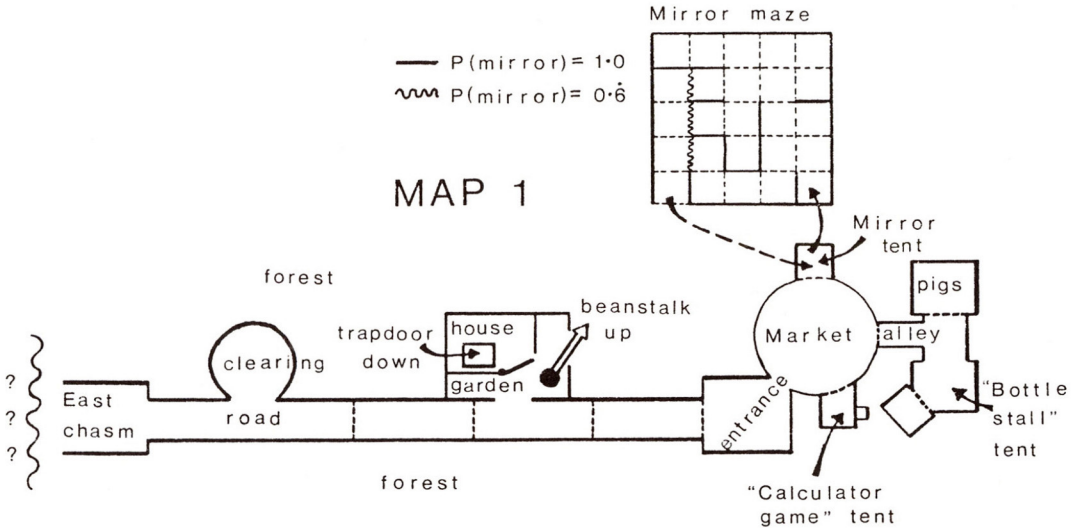 Mirror maze
P(mirror)= 1·0
P(mirror)= 0·6̇
MAP 1
Mirror
tent
forest
pigs
beanstalk
up
trapdoor
down
house
Market
alley
clearing
garden
?
?
?
East
chasm
road
entrance
"Bottle
stall"
tent
forest
"Calculator
game" tent